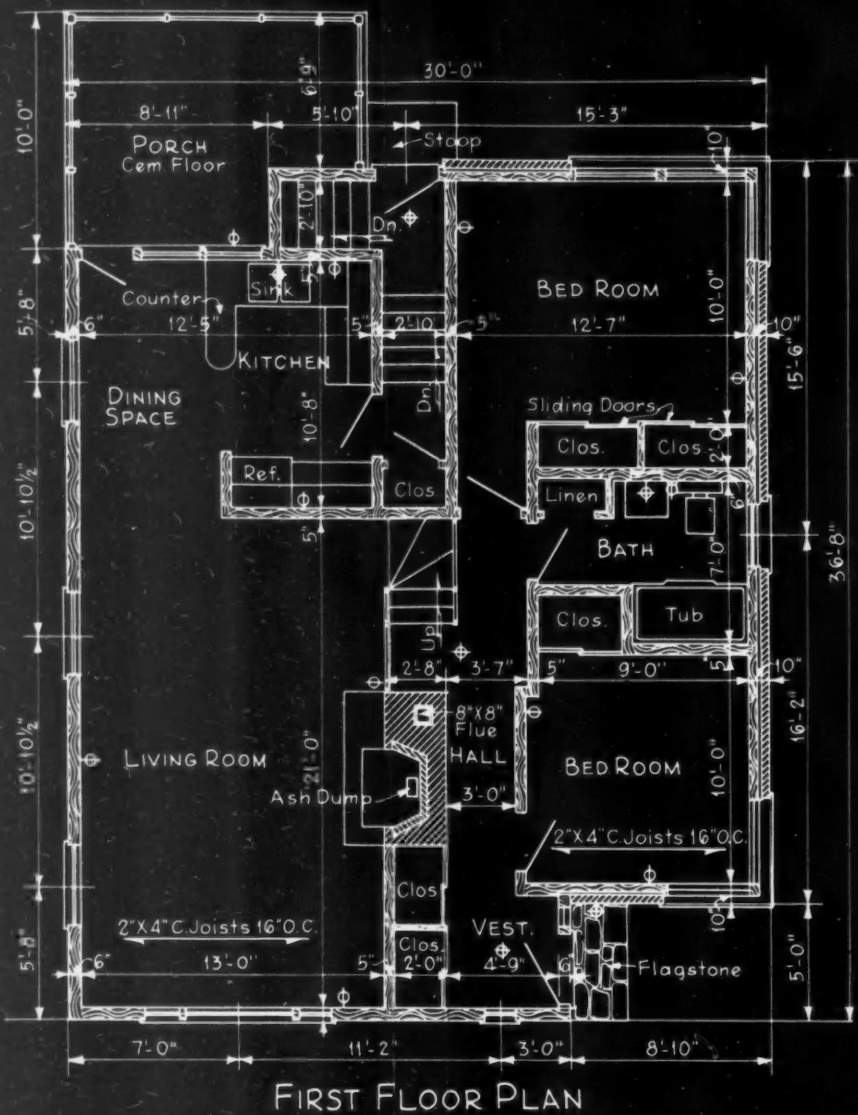 30'-0"
6'-9"
8'-11"
5'-10"
15'-3"
10'-0"
PORCH
Cem Floor
Stoop
10"
2'-10"
Dn.
Counter
Sink
5"
BED ROOM
10'-0"
5'-8"
6"
12'-5"
5"
2'-10
5"
12'-7"
10"
15'-6"
KITCHEN
DINING
SPACE
10'-8"
Dn.
Sliding Doors
Clos.
Clos.
2'-0"
Ref.
Clos.
Linen
6"
10'-10½"
5"
BATH
7'-0"
36'-8"
Clos.
Tub
Up
2'-8"
3'-7"
5"
9'-0"
5
10"
16'-2"
10'-10½"
8"X8"
Flue
HALL
LIVING ROOM
21'-0"
BED ROOM
10'-0"
Ash Dump
3'-0"
2"X4"C.Joists 16"O.C.
Clos
5'-8"
2"X4"C.Joists 16"O.C.
VEST.
10"
Clos.
6"
13'-0"
5"
2'-0"
4'-9"
6"
Flagstone
5'-0"
7'-0"
11'-2"
3'-0"
8'-10"
FIRST FLOOR PLAN